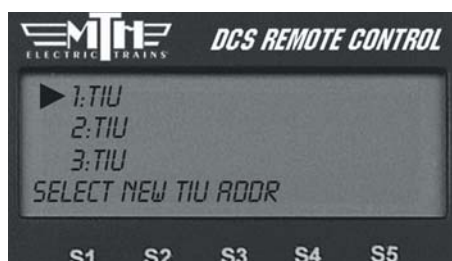 MTH
ELECTRIC TRAINS
DCS REMOTE CONTROL
1:TIU
2:TIU
3:TIU
SELECT NEW TIU ADDR
S1 S2 S3 S4 S5